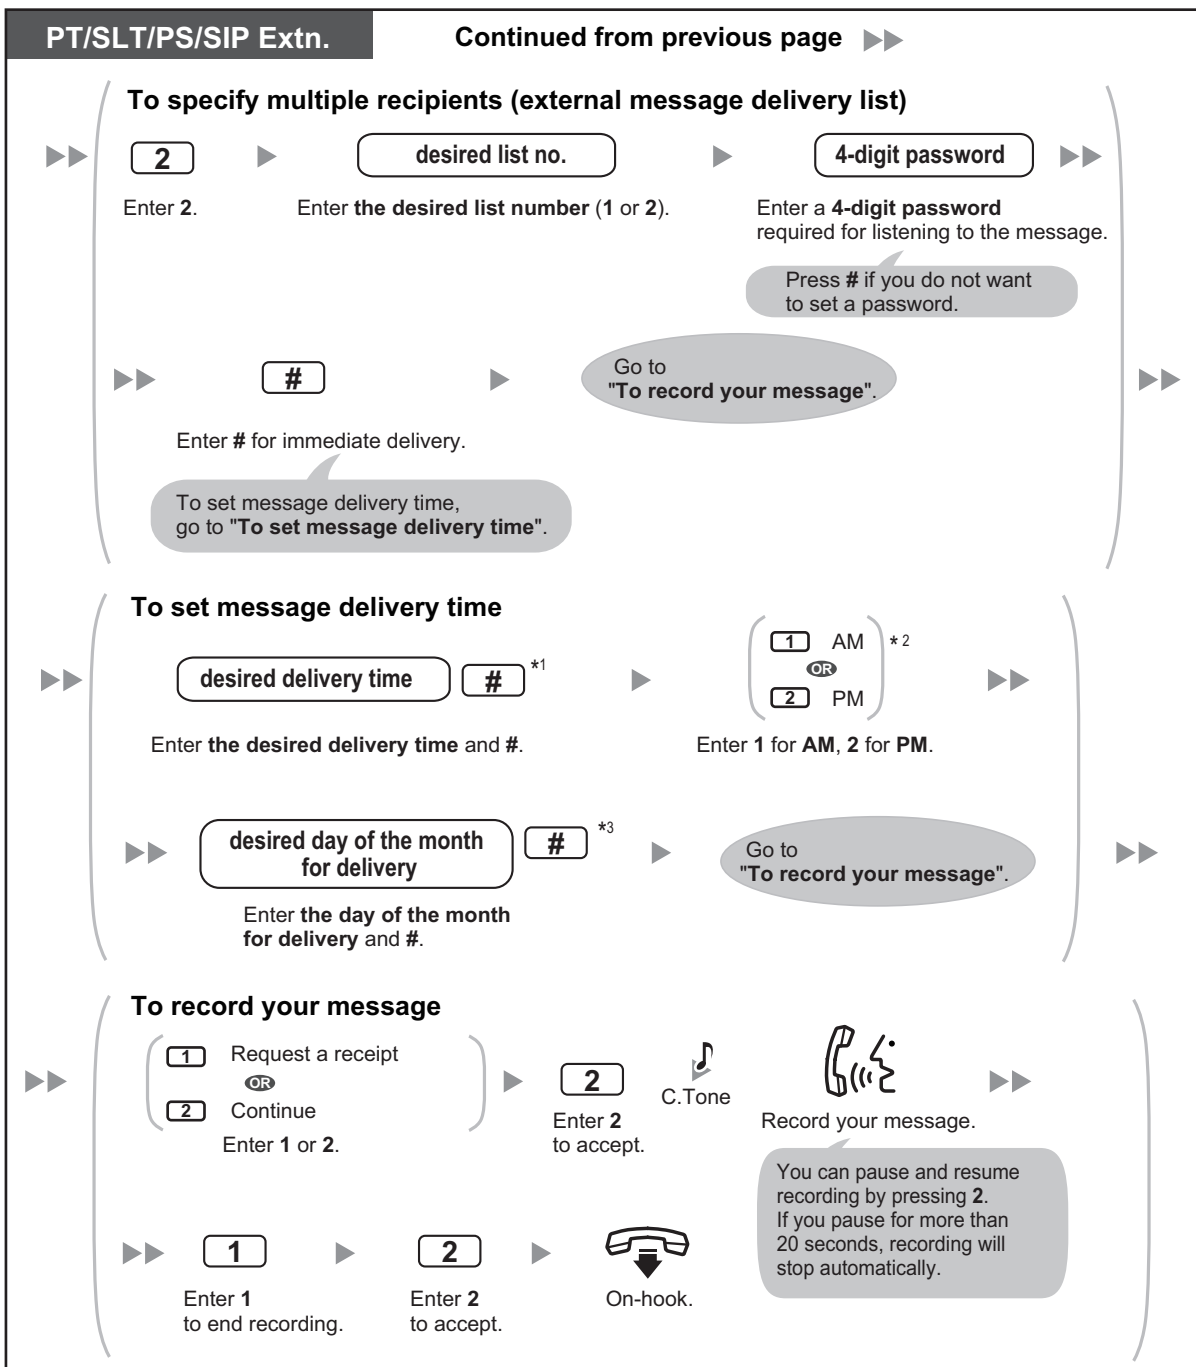 PT/SLT/PS/SIP Extn.
Continued from previous page
To specify multiple recipients (external message delivery list)
2
desired list no.
4-digit password
Enter 2.
Enter the desired list number (1 or 2).
Enter a 4-digit password
required for listening to the message.
Press # if you do not want
to set a password.
#
Go to
"To record your message".
Enter # for immediate delivery.
To set message delivery time,
go to "To set message delivery time".
To set message delivery time
desired delivery time
# *1
1 AM
OR
2 PM
*2
Enter the desired delivery time and #.
Enter 1 for AM, 2 for PM.
desired day of the month
for delivery
# *3
Go to
"To record your message".
Enter the day of the month
for delivery and #.
To record your message
1 Request a receipt
OR
2 Continue
Enter 1 or 2.
2
Enter 2
to accept.
C.Tone
Record your message.
You can pause and resume
recording by pressing 2.
If you pause for more than
20 seconds, recording will
stop automatically.
1
Enter 1
to end recording.
2
Enter 2
to accept.
On-hook.